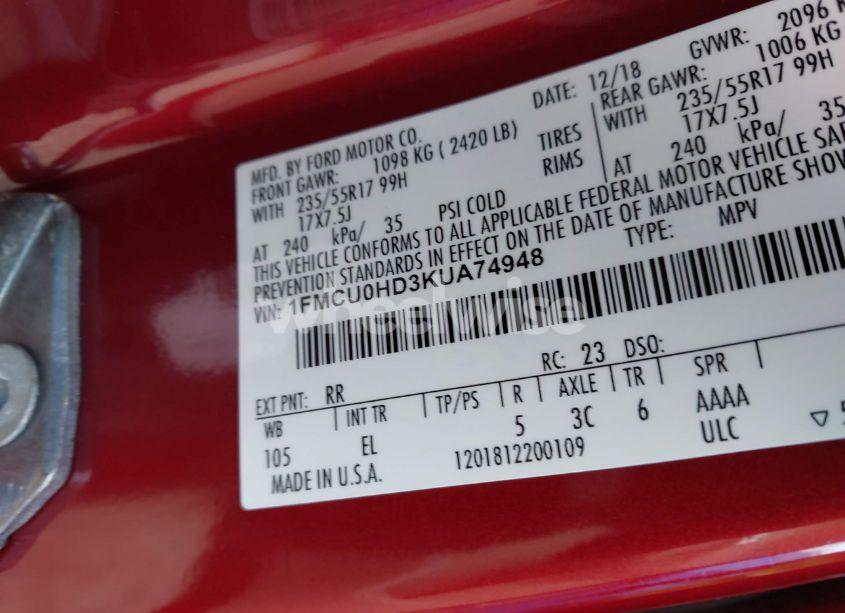 MFD. BY FORD MOTOR CO. DATE: 12/18 GVWR: 2096 K
FRONT GAWR: 1098 KG ( 2420 LB) REAR GAWR: 1006 KG
WITH 235/55R17 99H TIRES WITH 235/55R17 99H
17X7.5J RIMS 17X7.5J
AT 240 kPa/ 35 PSI COLD AT 240 kPa/ 35
THIS VEHICLE CONFORMS TO ALL APPLICABLE FEDERAL MOTOR VEHICLE SAF
PREVENTION STANDARDS IN EFFECT ON THE DATE OF MANUFACTURE SHOW
VIN: 1FMCU0HD3KUA74948 TYPE: MPV
wheelwise
EXT PNT: RR RC: 23 DSO:
WB INT TR TP/PS R AXLE TR SPR
105 EL 5 3C 6 AAAA
MADE IN U.S.A. 1201812200109 ULC